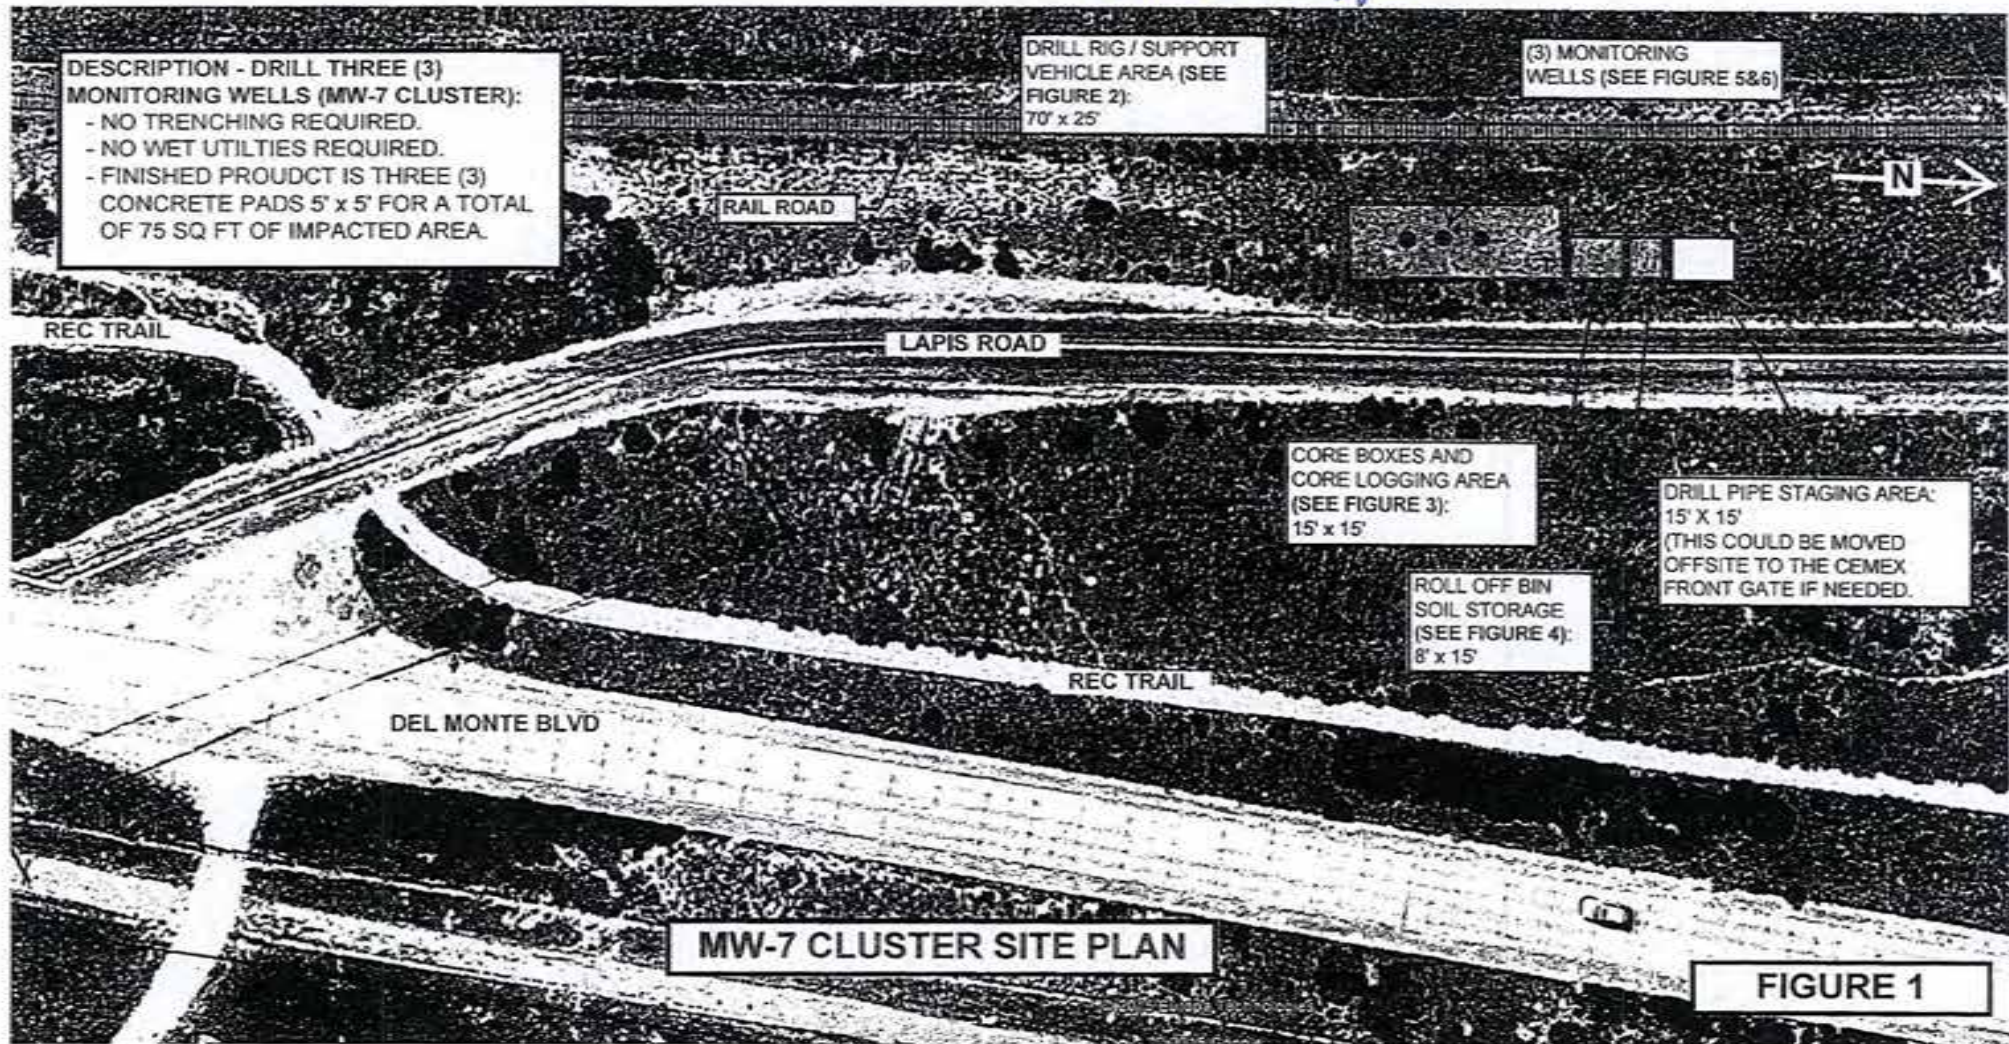 DESCRIPTION - DRILL THREE (3)
MONITORING WELLS (MW-7 CLUSTER):
- NO TRENCHING REQUIRED.
- NO WET UTILTIES REQUIRED.
- FINISHED PROUDCT IS THREE (3)
CONCRETE PADS 5' x 5' FOR A TOTAL
OF 75 SQ FT OF IMPACTED AREA.
DRILL RIG / SUPPORT
VEHICLE AREA (SEE
FIGURE 2):
70' x 25'
(3) MONITORING
WELLS (SEE FIGURE 5&6)
N
RAIL ROAD
REC TRAIL
LAPIS ROAD
CORE BOXES AND
CORE LOGGING AREA
(SEE FIGURE 3):
15' x 15'
DRILL PIPE STAGING AREA:
15' X 15'
(THIS COULD BE MOVED
OFFSITE TO THE CEMEX
FRONT GATE IF NEEDED.
ROLL OFF BIN
SOIL STORAGE
(SEE FIGURE 4):
8' x 15'
REC TRAIL
DEL MONTE BLVD
MW-7 CLUSTER SITE PLAN
FIGURE 1